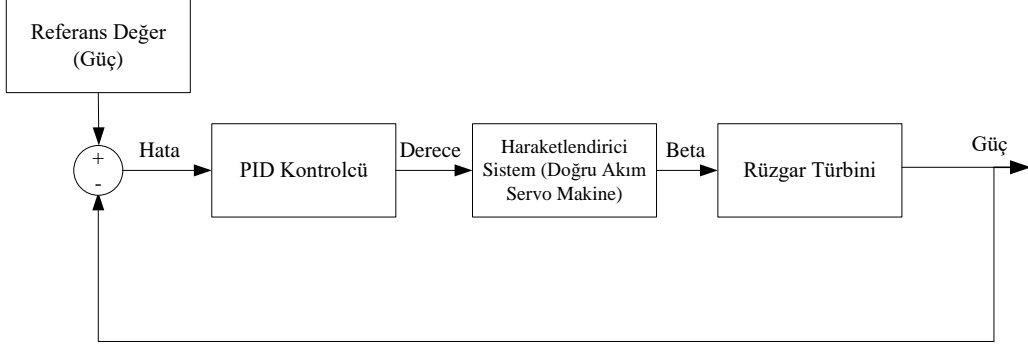 Referans Değer
(Güç)
+
-
Hata
PID Kontrolcü
Derece
Haraketlendirici
Sistem (Doğru Akım
Servo Makine)
Beta
Rüzgar Türbini
Güç